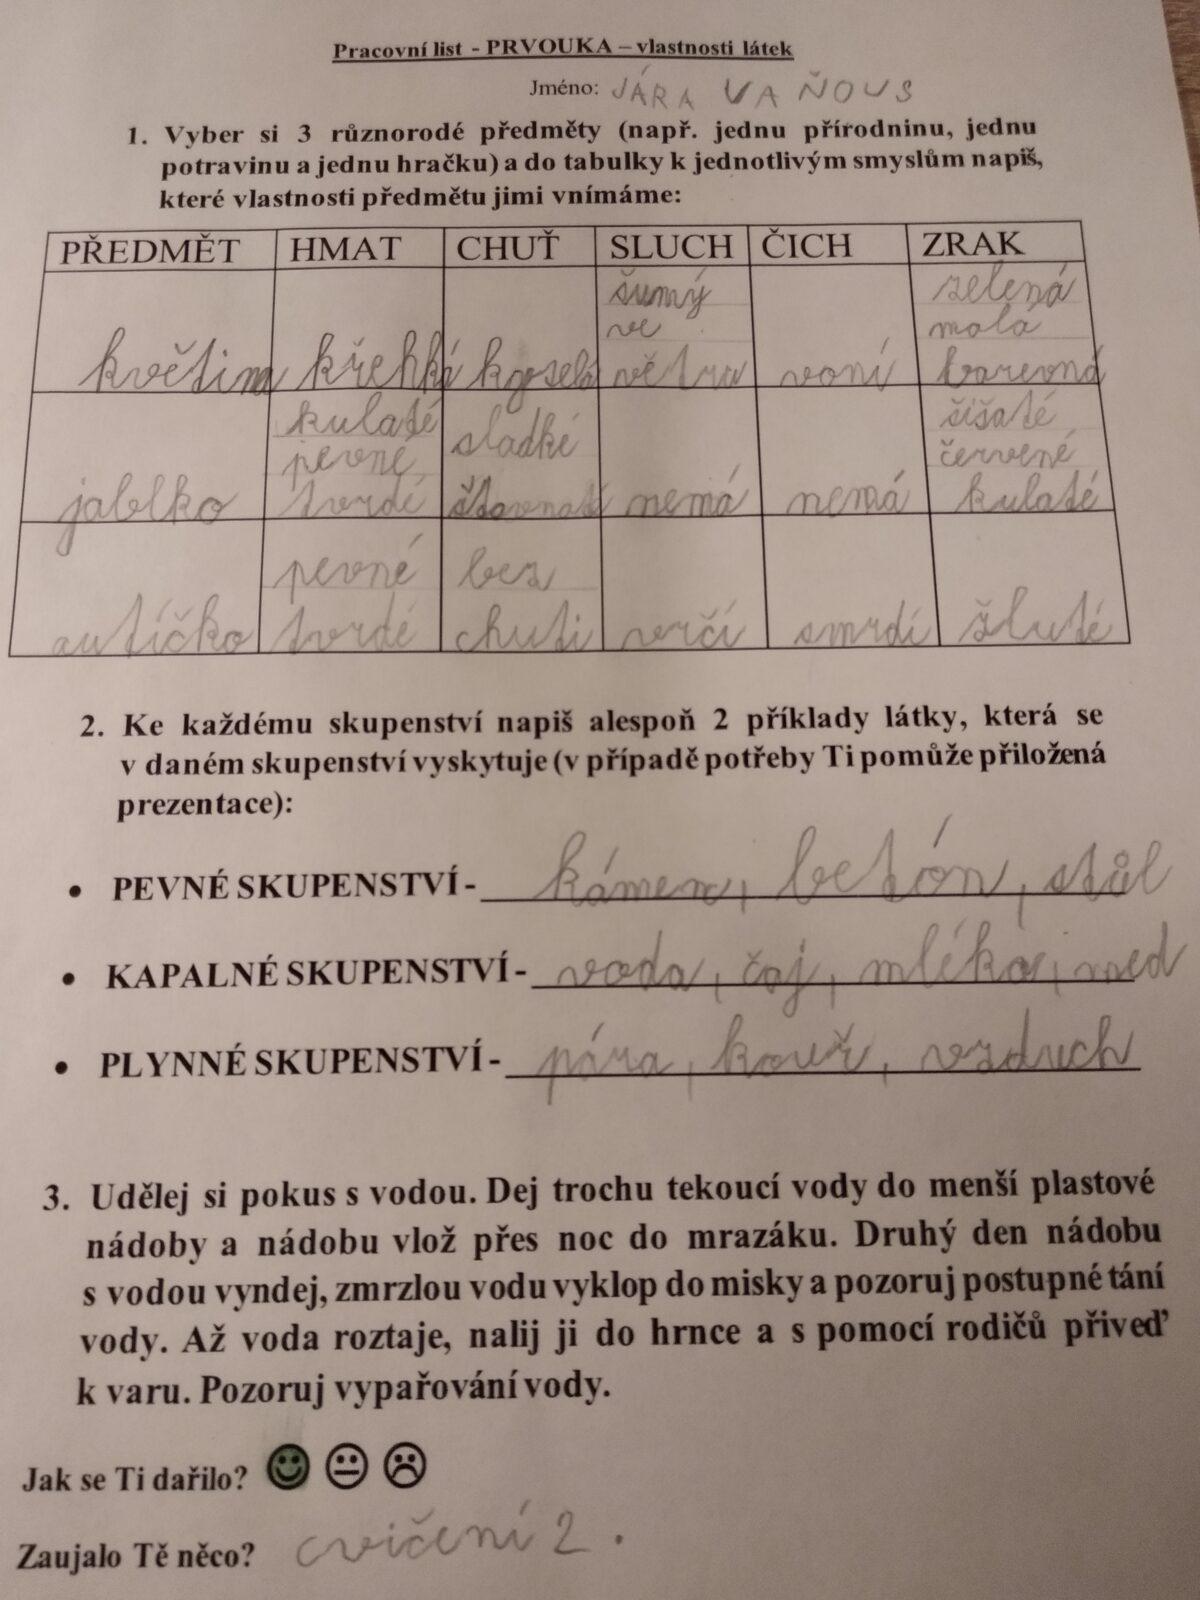 Pracovní list - PRVOUKA – vlastnosti látek
Jméno: JÁRA VAŇOUS
1. Vyber si 3 různorodé předměty (např. jednu přírodninu, jednu
potravinu a jednu hračku) a do tabulky k jednotlivým smyslům napiš,
které vlastnosti předmětu jimi vnímáme:
PŘEDMĚT HMAT CHUŤ SLUCH ČICH ZRAK
šumý zelená
ve malá
květina křehká kyselá větru voní barevná
kulaté šišaté
pevné sladké červené
jablko tvrdé šťavnaté nemá nemá kulaté
pevné bez
autíčko tvrdé chuti vrčí smrdí žluté
2. Ke každému skupenství napiš alespoň 2 příklady látky, která se
v daném skupenství vyskytuje (v případě potřeby Ti pomůže přiložená
prezentace):
• PEVNÉ SKUPENSTVÍ - kámen, betón, stůl
• KAPALNÉ SKUPENSTVÍ - voda, čaj, mléko, med
• PLYNNÉ SKUPENSTVÍ - pára, kouř, vzduch
3. Udělej si pokus s vodou. Dej trochu tekoucí vody do menší plastové
nádoby a nádobu vlož přes noc do mrazáku. Druhý den nádobu
s vodou vyndej, zmrzlou vodu vyklop do misky a pozoruj postupné tání
vody. Až voda roztaje, nalij ji do hrnce a s pomocí rodičů přiveď
k varu. Pozoruj vypařování vody.
Jak se Ti dařilo?
Zaujalo Tě něco? cvičení 2.